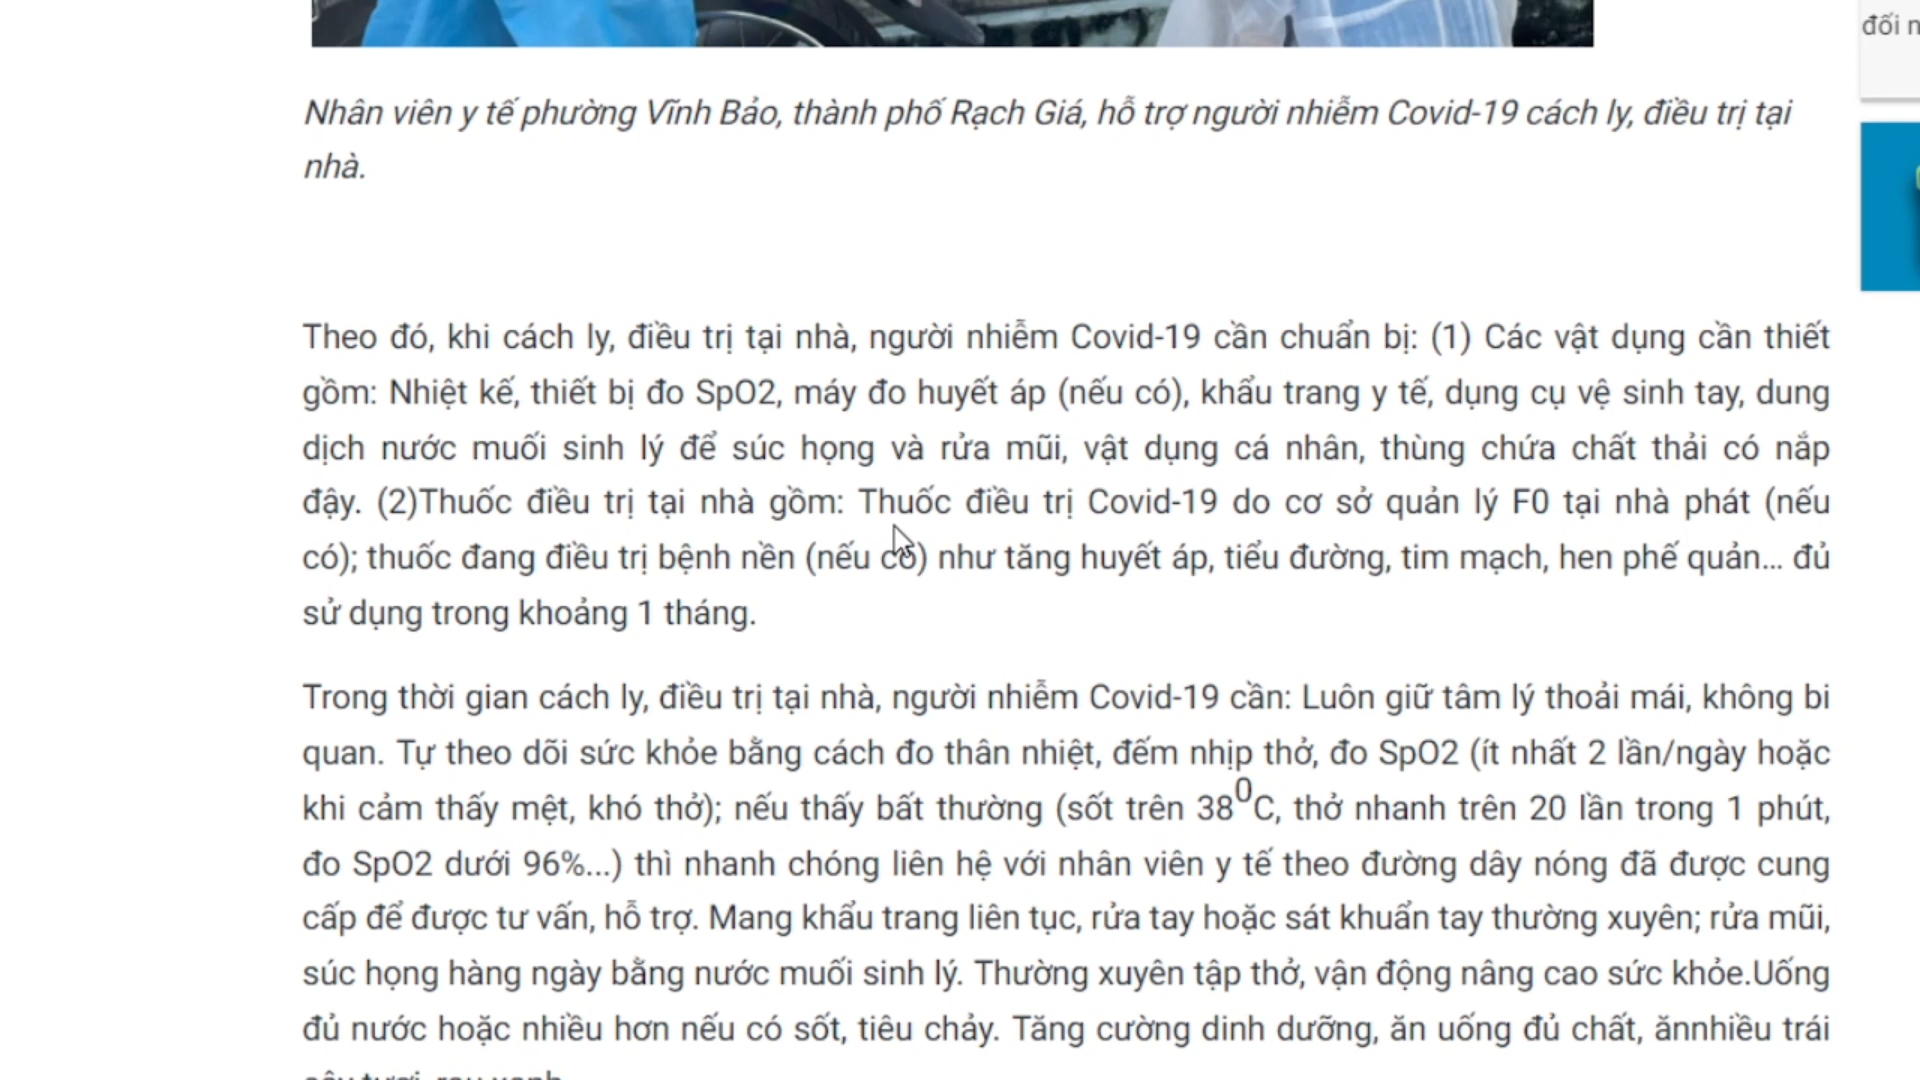 đối n
Nhân viên y tế phường Vĩnh Bảo, thành phố Rạch Giá, hỗ trợ người nhiễm Covid-19 cách ly, điều trị tại
nhà.
Theo đó, khi cách ly, điều trị tại nhà, người nhiễm Covid-19 cần chuẩn bị: (1) Các vật dụng cần thiết
gồm: Nhiệt kế, thiết bị đo SpO2, máy đo huyết áp (nếu có), khẩu trang y tế, dụng cụ vệ sinh tay, dung
dịch nước muối sinh lý để súc họng và rửa mũi, vật dụng cá nhân, thùng chứa chất thải có nắp
đậy. (2)Thuốc điều trị tại nhà gồm: Thuốc điều trị Covid-19 do cơ sở quản lý F0 tại nhà phát (nếu
có); thuốc đang điều trị bệnh nền (nếu có) như tăng huyết áp, tiểu đường, tim mạch, hen phế quản... đủ
sử dụng trong khoảng 1 tháng.
Trong thời gian cách ly, điều trị tại nhà, người nhiễm Covid-19 cần: Luôn giữ tâm lý thoải mái, không bi
quan. Tự theo dõi sức khỏe bằng cách đo thân nhiệt, đếm nhịp thở, đo SpO2 (ít nhất 2 lần/ngày hoặc
khi cảm thấy mệt, khó thở); nếu thấy bất thường (sốt trên 38⁰C, thở nhanh trên 20 lần trong 1 phút,
đo SpO2 dưới 96%...) thì nhanh chóng liên hệ với nhân viên y tế theo đường dây nóng đã được cung
cấp để được tư vấn, hỗ trợ. Mang khẩu trang liên tục, rửa tay hoặc sát khuẩn tay thường xuyên; rửa mũi,
súc họng hàng ngày bằng nước muối sinh lý. Thường xuyên tập thở, vận động nâng cao sức khỏe.Uống
đủ nước hoặc nhiều hơn nếu có sốt, tiêu chảy. Tăng cường dinh dưỡng, ăn uống đủ chất, ănnhiều trái